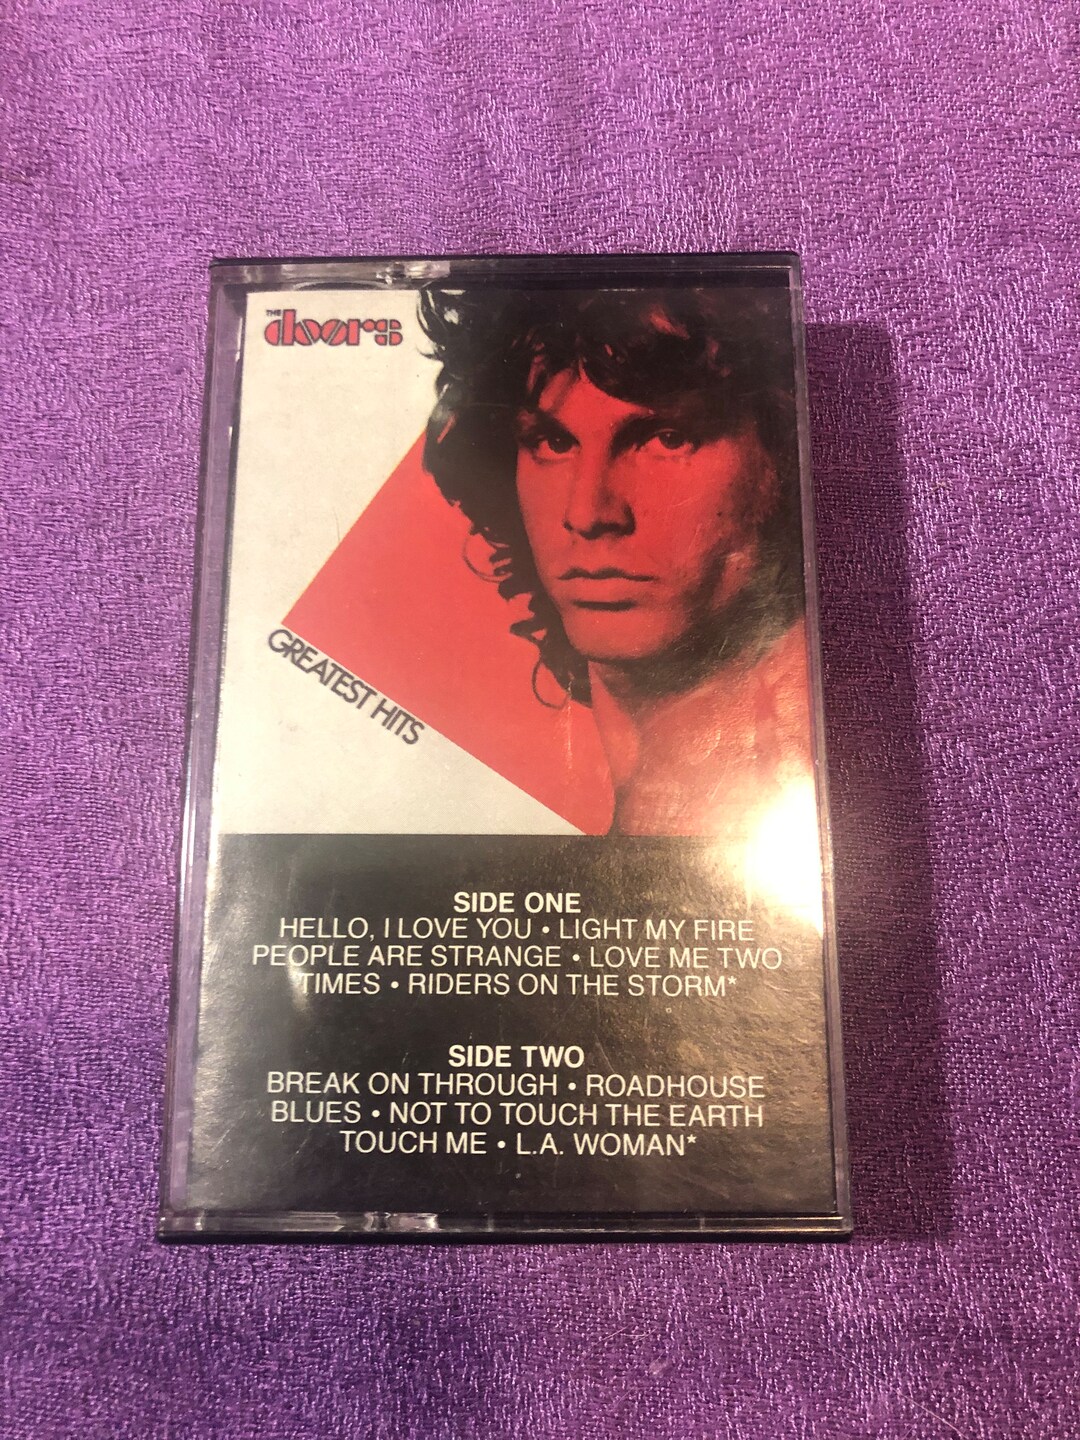 THE
doors
GREATEST HITS
SIDE ONE
HELLO, I LOVE YOU • LIGHT MY FIRE
PEOPLE ARE STRANGE • LOVE ME TWO
TIMES • RIDERS ON THE STORM*
SIDE TWO
BREAK ON THROUGH • ROADHOUSE
BLUES • NOT TO TOUCH THE EARTH
TOUCH ME • L.A. WOMAN*